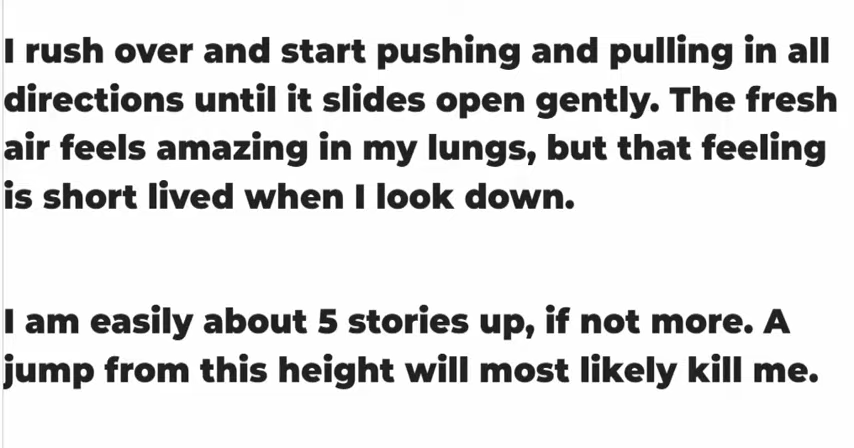 I rush over and start pushing and pulling in all
directions until it slides open gently. The fresh
air feels amazing in my lungs, but that feeling
is short lived when I look down.
I am easily about 5 stories up, if not more. A
jump from this height will most likely kill me.